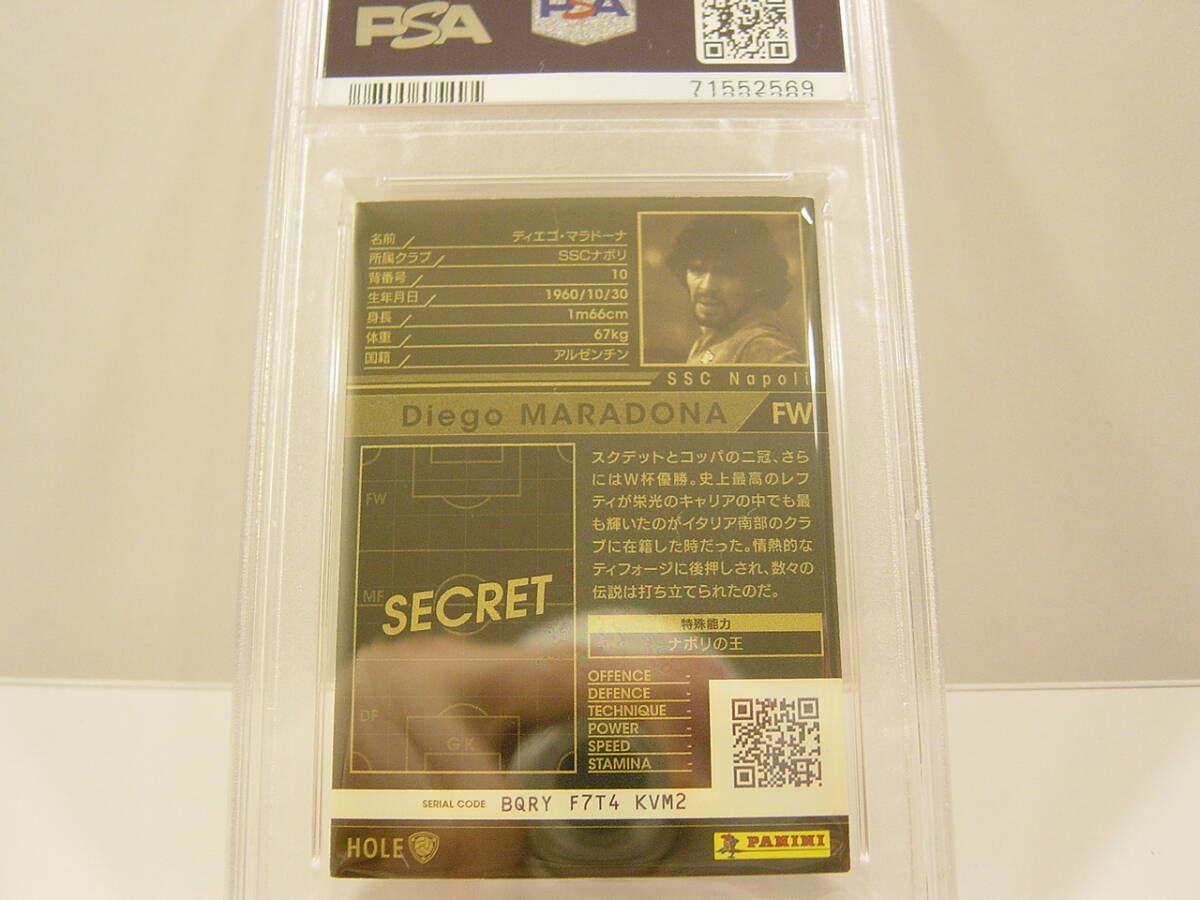 PSA
PSA
71552569
名前 ディエゴ・マラドーナ
所属クラブ SSCナポリ
背番号 10
生年月日 1960/10/30
身長 1m66cm
体重 67kg
国籍 アルゼンチン
SSC Napoli
Diego MARADONA FW
スクデットとコッパの二冠、さら
にはW杯優勝。史上最高のレフ
ティが栄光のキャリアの中でも最
も輝いたのがイタリア南部のクラ
ブに在籍した時だった。情熱的な
ティフォージに後押しされ、数々の
伝説は打ち立てられたのだ。
FW
MF
SECRET
DF
GK
特殊能力
ナポリの王
OFFENCE -
DEFENCE -
TECHNIQUE -
POWER -
SPEED -
STAMINA -
SERIAL CODE BQRY F7T4 KVM2
HOLE
PANINI